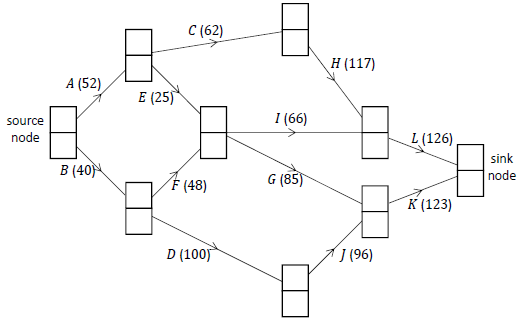 C (62)
H (117)
A (52)
E (25)
source
node
I (66)
L (126)
sink
node
B (40)
F (48)
G (85)
K (123)
D (100)
J (96)